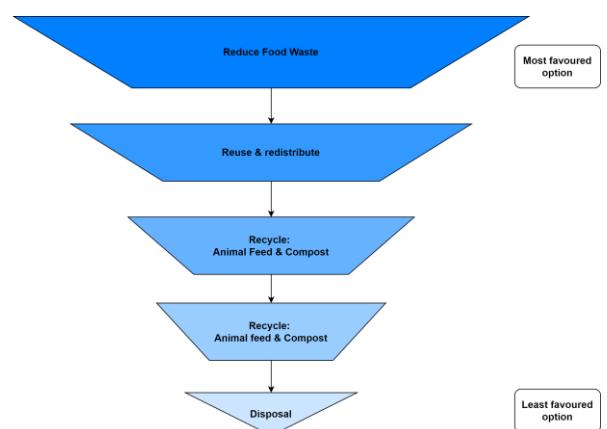 Reduce Food Waste
Most favoured
option
Reuse & redistribute
Recycle:
Animal Feed & Compost
Recycle:
Animal feed & Compost
Disposal
Least favoured
option